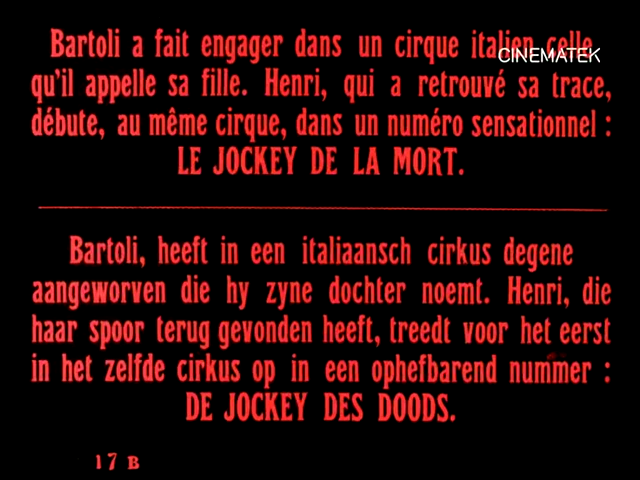 Bartoli a fait engager dans un cirque italien celle
CINEMATEK
qu'il appelle sa fille. Henri, qui a retrouvé sa trace,
débute, au même cirque, dans un numéro sensationnel :
LE JOCKEY DE LA MORT.
Bartoli, heeft in een italiaansch cirkus degene
aangeworven die hy zyne dochter noemt. Henri, die
haar spoor terug gevonden heeft, treedt voor het eerst
in het zelfde cirkus op in een ophefbarend nummer :
DE JOCKEY DES DOODS.
17 B